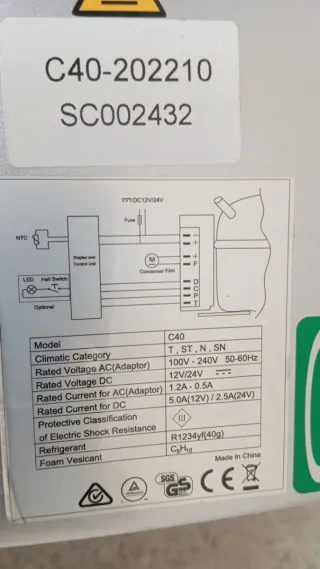 C40-202210
SC002432
DC12V/24V
Fuse
NTC
Display and
Control Unit
M
Condenser FAN
+
-
+
F
D
C
P
T
LED Hall Switch
Optional
Model C40
Climatic Category T , ST , N , SN
Rated Voltage AC(Adaptor) 100V - 240V 50-60Hz
Rated Voltage DC 12V/24V
Rated Current for AC(Adaptor) 1.2A - 0.5A
Rated Current for DC 5.0A(12V) / 2.5A(24V)
Protective Classification
of Electric Shock Resistance III
Refrigerant R1234yf(40g)
Foam Vesicant C₅H₁₀
Made In China
SGS
GS
CE